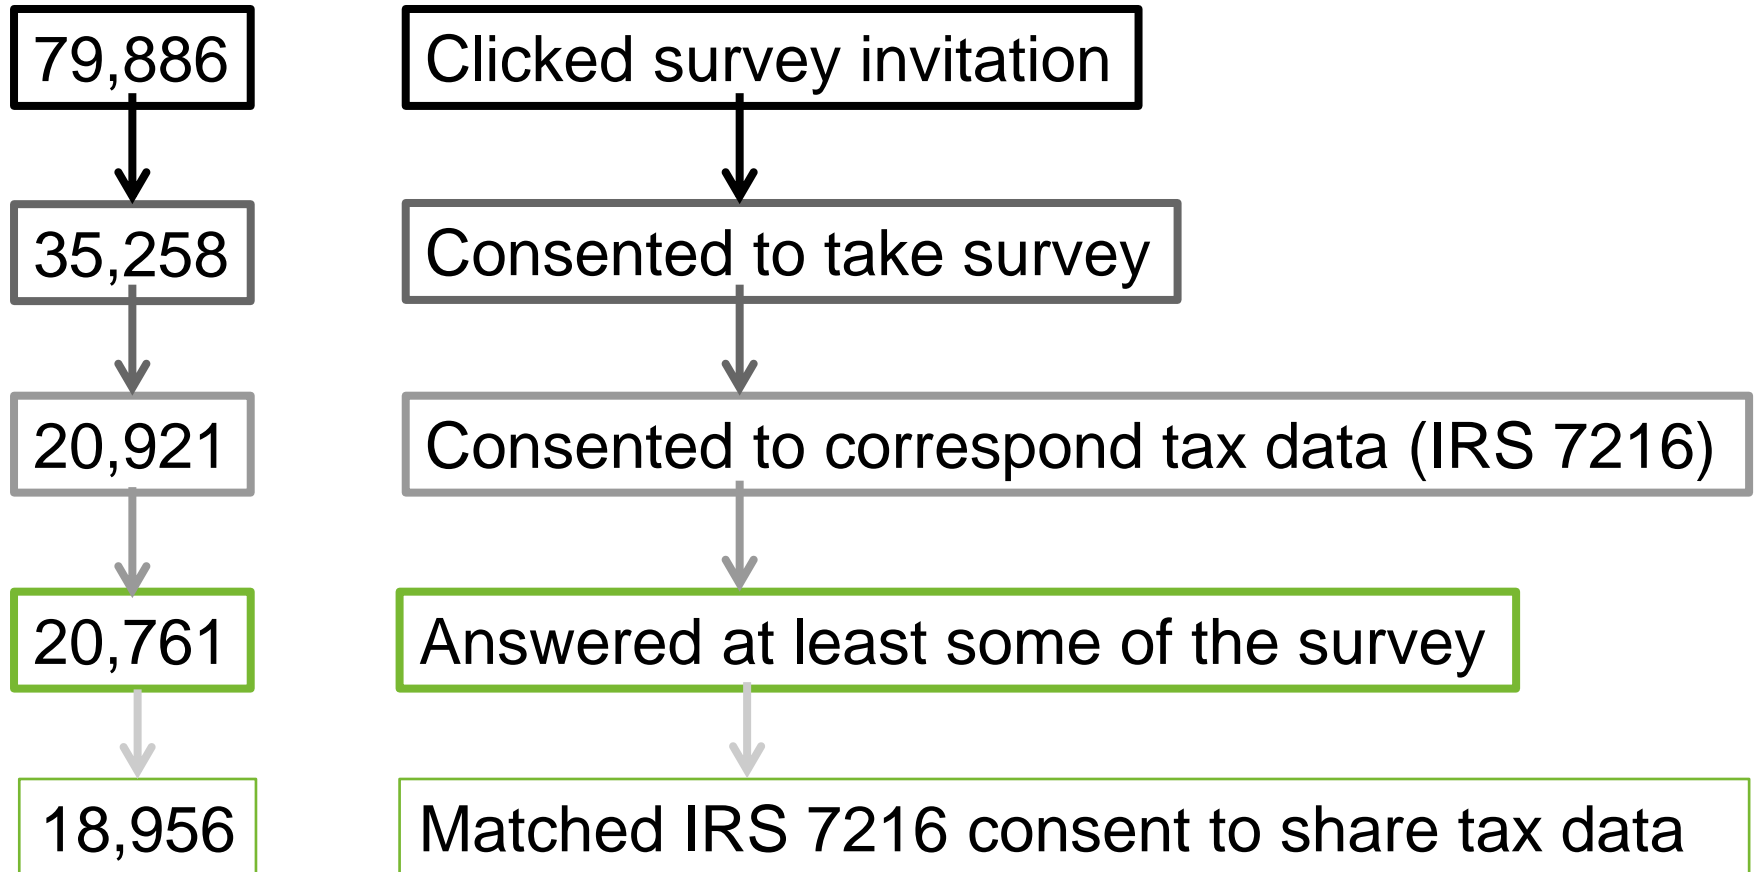 79,886 Clicked survey invitation
35,258 Consented to take survey
20,921 Consented to correspond tax data (IRS 7216)
20,761 Answered at least some of the survey
18,956 Matched IRS 7216 consent to share tax data